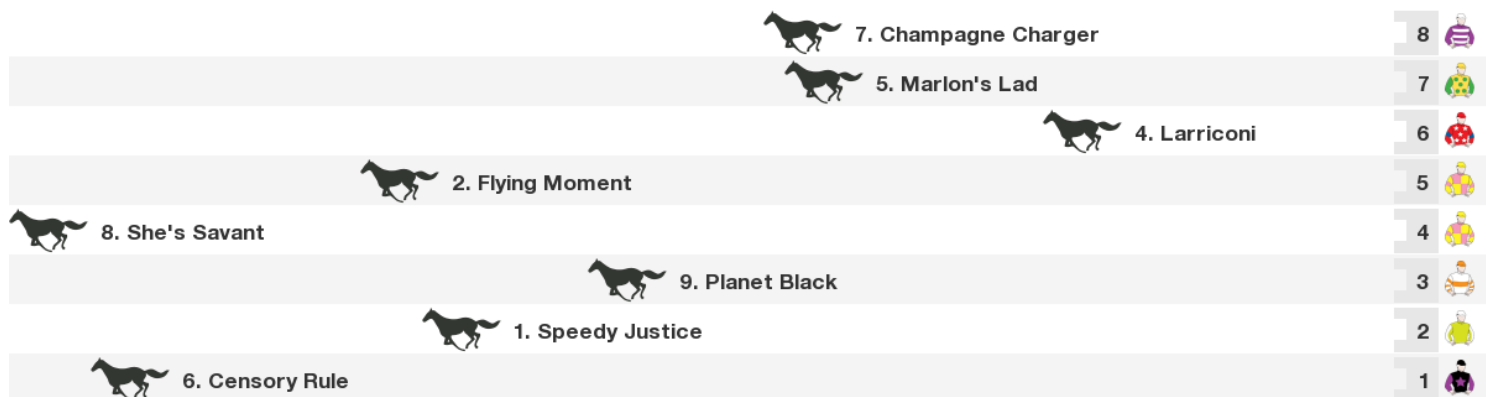 7. Champagne Charger 8
5. Marlon's Lad 7
4. Larriconi 6
2. Flying Moment 5
8. She's Savant 4
9. Planet Black 3
1. Speedy Justice 2
6. Censory Rule 1